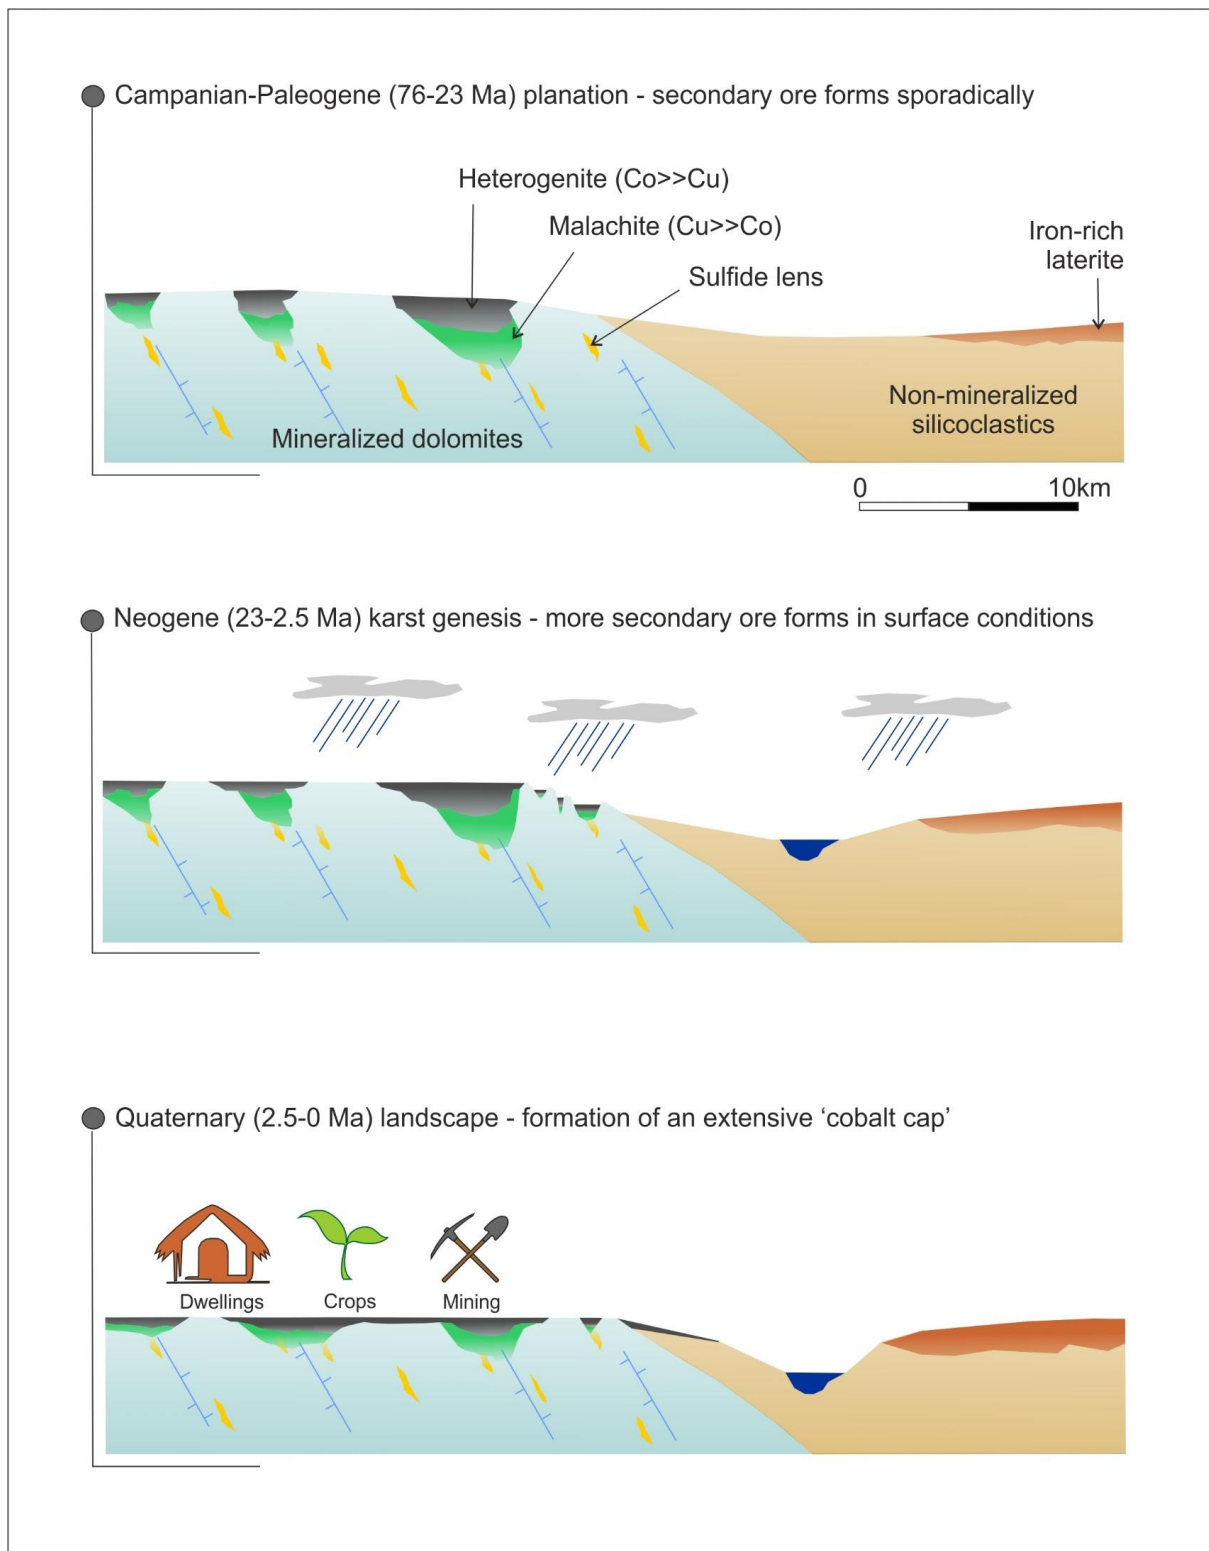 Campanian-Paleogene (76-23 Ma) planation - secondary ore forms sporadically
Heterogenite (Co>>Cu)
Malachite (Cu>>Co)
Sulfide lens
Iron-rich
laterite
Non-mineralized
silicoclastics
Mineralized dolomites
0 10km
Neogene (23-2.5 Ma) karst genesis - more secondary ore forms in surface conditions
Quaternary (2.5-0 Ma) landscape - formation of an extensive ‘cobalt cap’
Dwellings Crops Mining